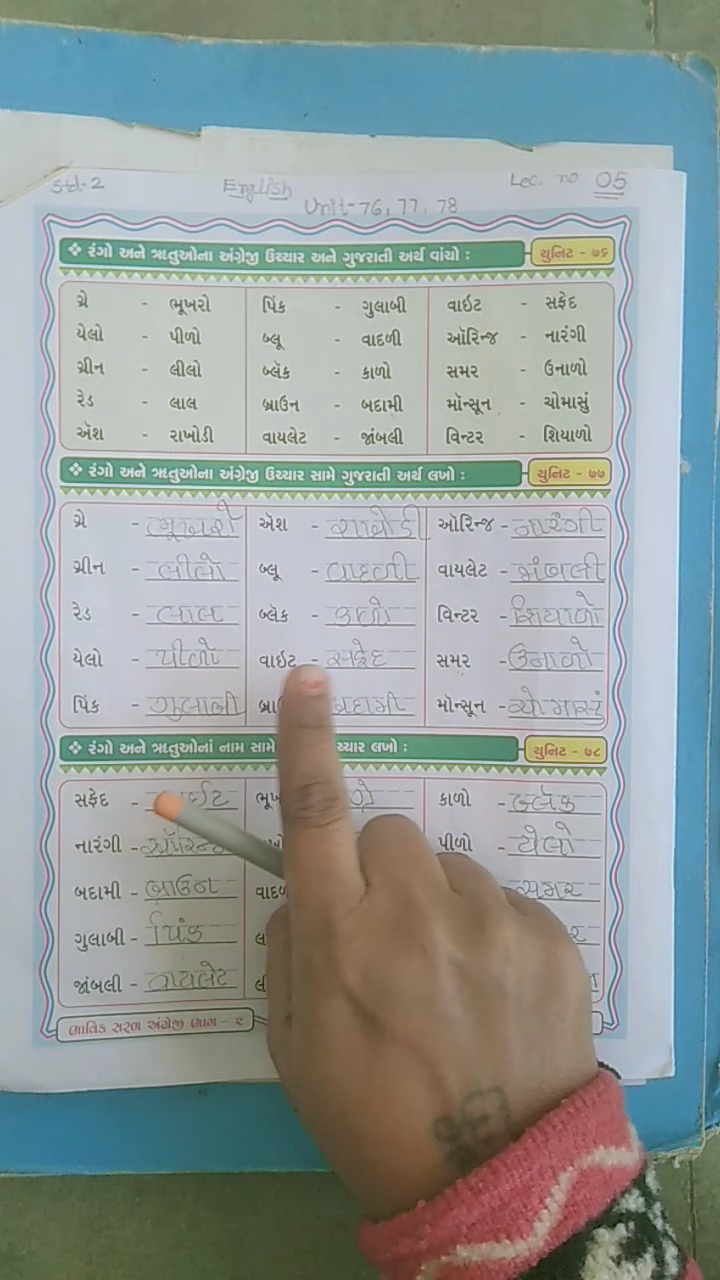 Std-2 English Lec. no 05
Unit-76, 77, 78
❖ રંગો અને ઋતુઓના અંગ્રેજી ઉચ્ચાર અને ગુજરાતી અર્થ વાંચો : યુનિટ - ૭૬
ગ્રે - ભૂખરો પિંક - ગુલાબી વાઇટ - સફેદ
યેલો - પીળો બ્લૂ - વાદળી ઑરિન્જ - નારંગી
ગ્રીન - લીલો બ્લૅક - કાળો સમર - ઉનાળો
રેડ - લાલ બ્રાઉન - બદામી મૉન્સૂન - ચોમાસું
ઍશ - રાખોડી વાયલેટ - જાંબલી વિન્ટર - શિયાળો
❖ રંગો અને ઋતુઓના અંગ્રેજી ઉચ્ચાર સામે ગુજરાતી અર્થ લખો : યુનિટ - ૭૭
ગ્રે - ભૂખરો ઍશ - રાખોડી ઑરિન્જ - નારંગી
ગ્રીન - લીલો બ્લૂ - વાદળી વાયલેટ - જાંબલી
રેડ - લાલ બ્લૅક - કાળો વિન્ટર - શિયાળો
યેલો - પીળો વાઇટ - સફેદ સમર - ઉનાળો
પિંક - ગુલાબી બદામી મૉન્સૂન - ચોમાસું
❖ રંગો અને ઋતુઓનાં નામ સામે લખો : યુનિટ - ૭૮
સફેદ - ગ્રે કાળો - બ્લૅક
નારંગી - પીળો - યેલો
બદામી - બ્રાઉન સમર
ગુલાબી - પિંક
જાંબલી - વાયલેટ
ભાવિક સરળ અંગ્રેજી ભાગ - ૨